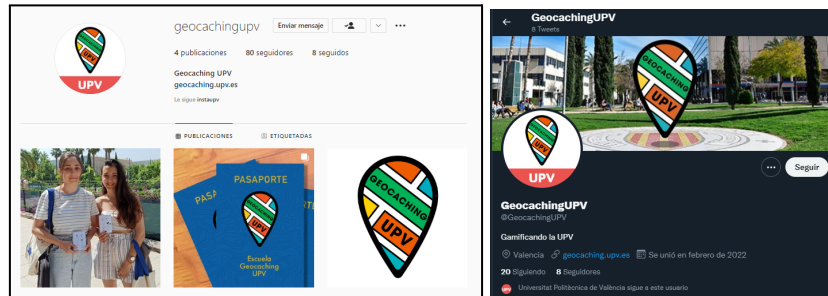 geocachingupv
Enviar mensaje
4 publicaciones 80 seguidores 8 seguidos
Geocaching UPV
geocaching.upv.es
Le sigue instaupv
PUBLICACIONES ETIQUETADAS
UPV
PASAPORTE
GEOCACHING
UPV
Escuela
Geocaching
UPV
GEOCACHING
UPV
GeocachingUPV
8 Tweets
GEOCACHING
UPV
UPV
Seguir
GeocachingUPV
@GeocachingUPV
Gamificando la UPV
Valencia geocaching.upv.es Se unió en febrero de 2022
20 Siguiendo 8 Seguidores
Universitat Politècnica de València sigue a este usuario